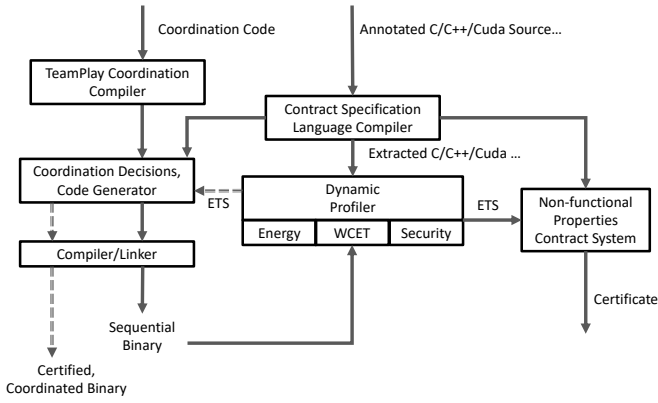 Coordination Code
Annotated C/C++/Cuda Source…
TeamPlay Coordination
Compiler
Contract Specification
Language Compiler
Extracted C/C++/Cuda …
Coordination Decisions,
Code Generator
ETS
Dynamic
Profiler
Energy
WCET
Security
ETS
Non-functional
Properties
Contract System
Compiler/Linker
Certificate
Sequential
Binary
Certified,
Coordinated Binary